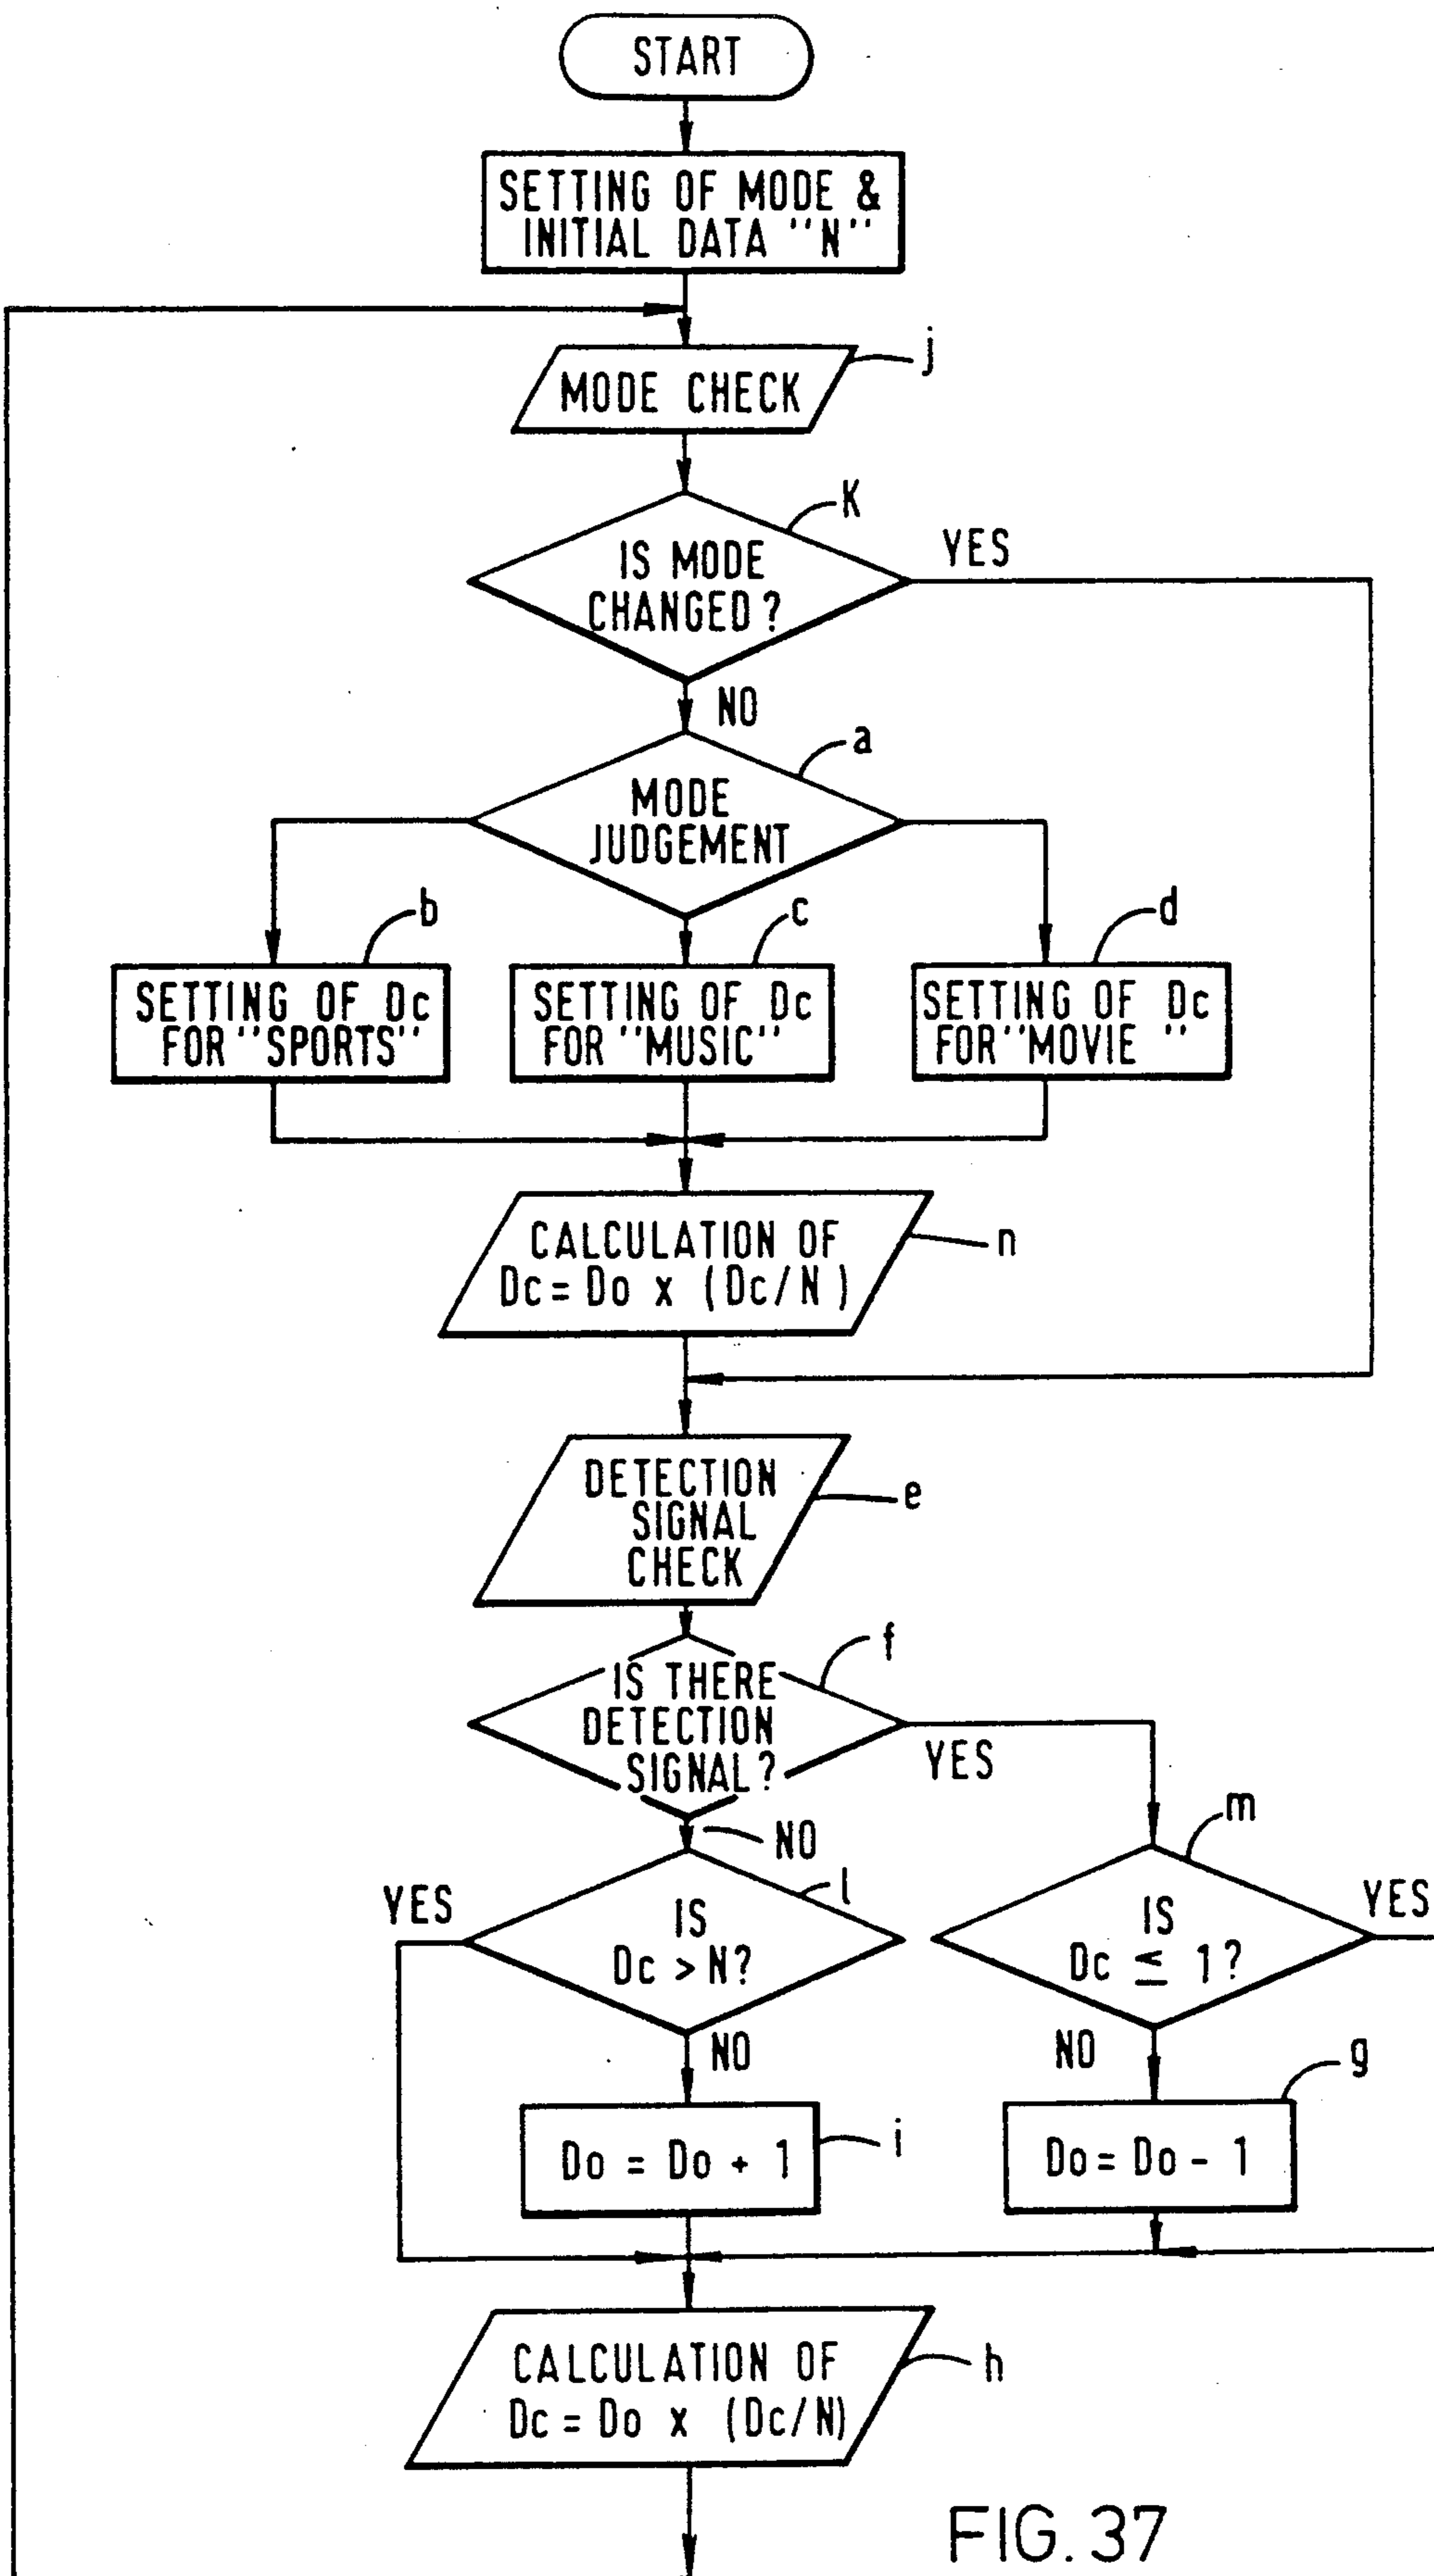 START
SETTING OF MODE &
INITIAL DATA "N"
MODE CHECK
j
K
IS MODE
CHANGED?
YES
NO
a
MODE
JUDGEMENT
b
c
d
SETTING OF Dc
FOR "SPORTS"
SETTING OF Dc
FOR "MUSIC"
SETTING OF Dc
FOR "MOVIE "
CALCULATION OF
Dc = Do x (Dc/N)
n
DETECTION
SIGNAL
CHECK
e
f
IS THERE
DETECTION
SIGNAL?
YES
NO
m
l
YES
IS
Dc > N?
IS
Dc ≤ 1?
YES
NO
NO
g
Do = Do + 1
i
Do = Do - 1
CALCULATION OF
Dc = Do x (Dc/N)
h
FIG. 37